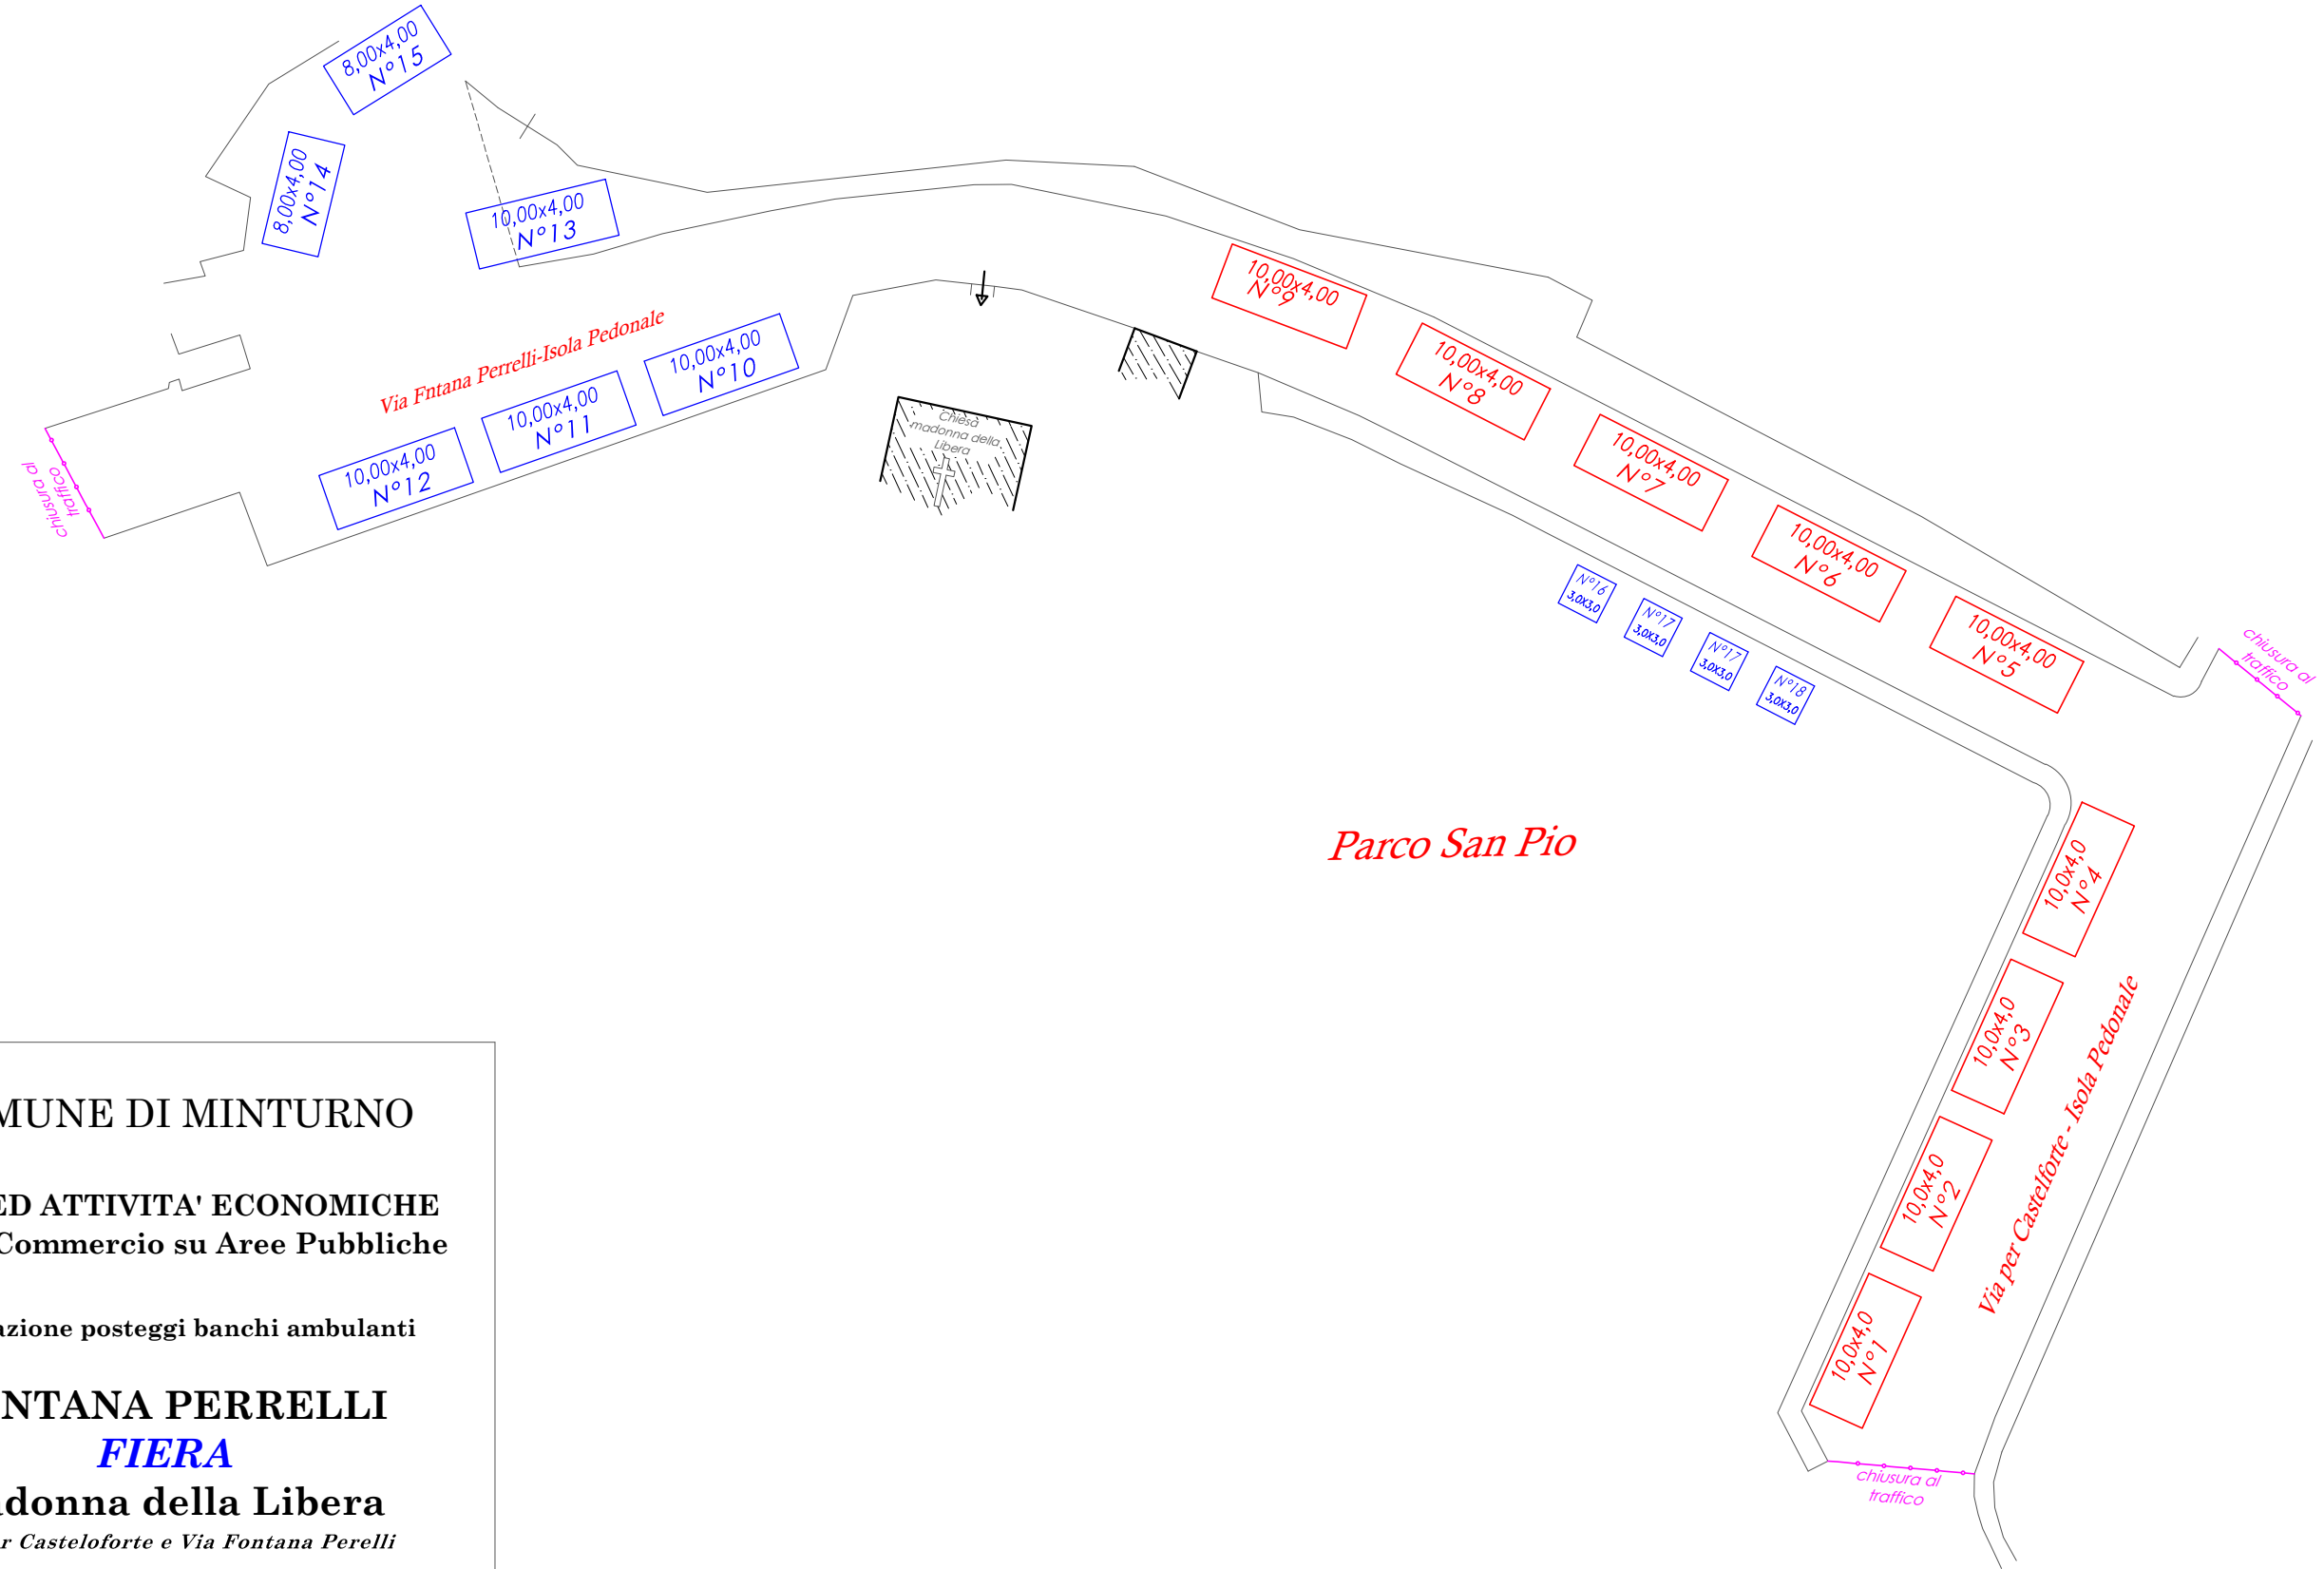 8,00x4,00
N°15
8,00x4,00
N°14
10,00x4,00
N°13
10,00x4,00
N°9
10,00x4,00
N°8
10,00x4,00
N°7
10,00x4,00
N°6
10,00x4,00
N°5
Via Fntana Perrelli-Isola Pedonale
10,00x4,00
N°10
10,00x4,00
N°11
10,00x4,00
N°12
chiusura al
traffico
Chiesà
madonna della
Libera
N°16
3,0X3,0
N°17
3,0X3,0
N°17
3,0X3,0
N°18
3,0X3,0
chiusura al
traffico
Parco San Pio
10,0x4,0
N°4
10,0x4,0
N°3
10,0x4,0
N°2
10,0x4,0
N°1
Via per Castelforte - Isola Pedonale
chiusura al
traffico
MUNE DI MINTURNO
ED ATTIVITA' ECONOMICHE
Commercio su Aree Pubbliche
azione posteggi banchi ambulanti
NTANA PERRELLI
FIERA
adonna della Libera
r Casteloforte e Via Fontana Perelli